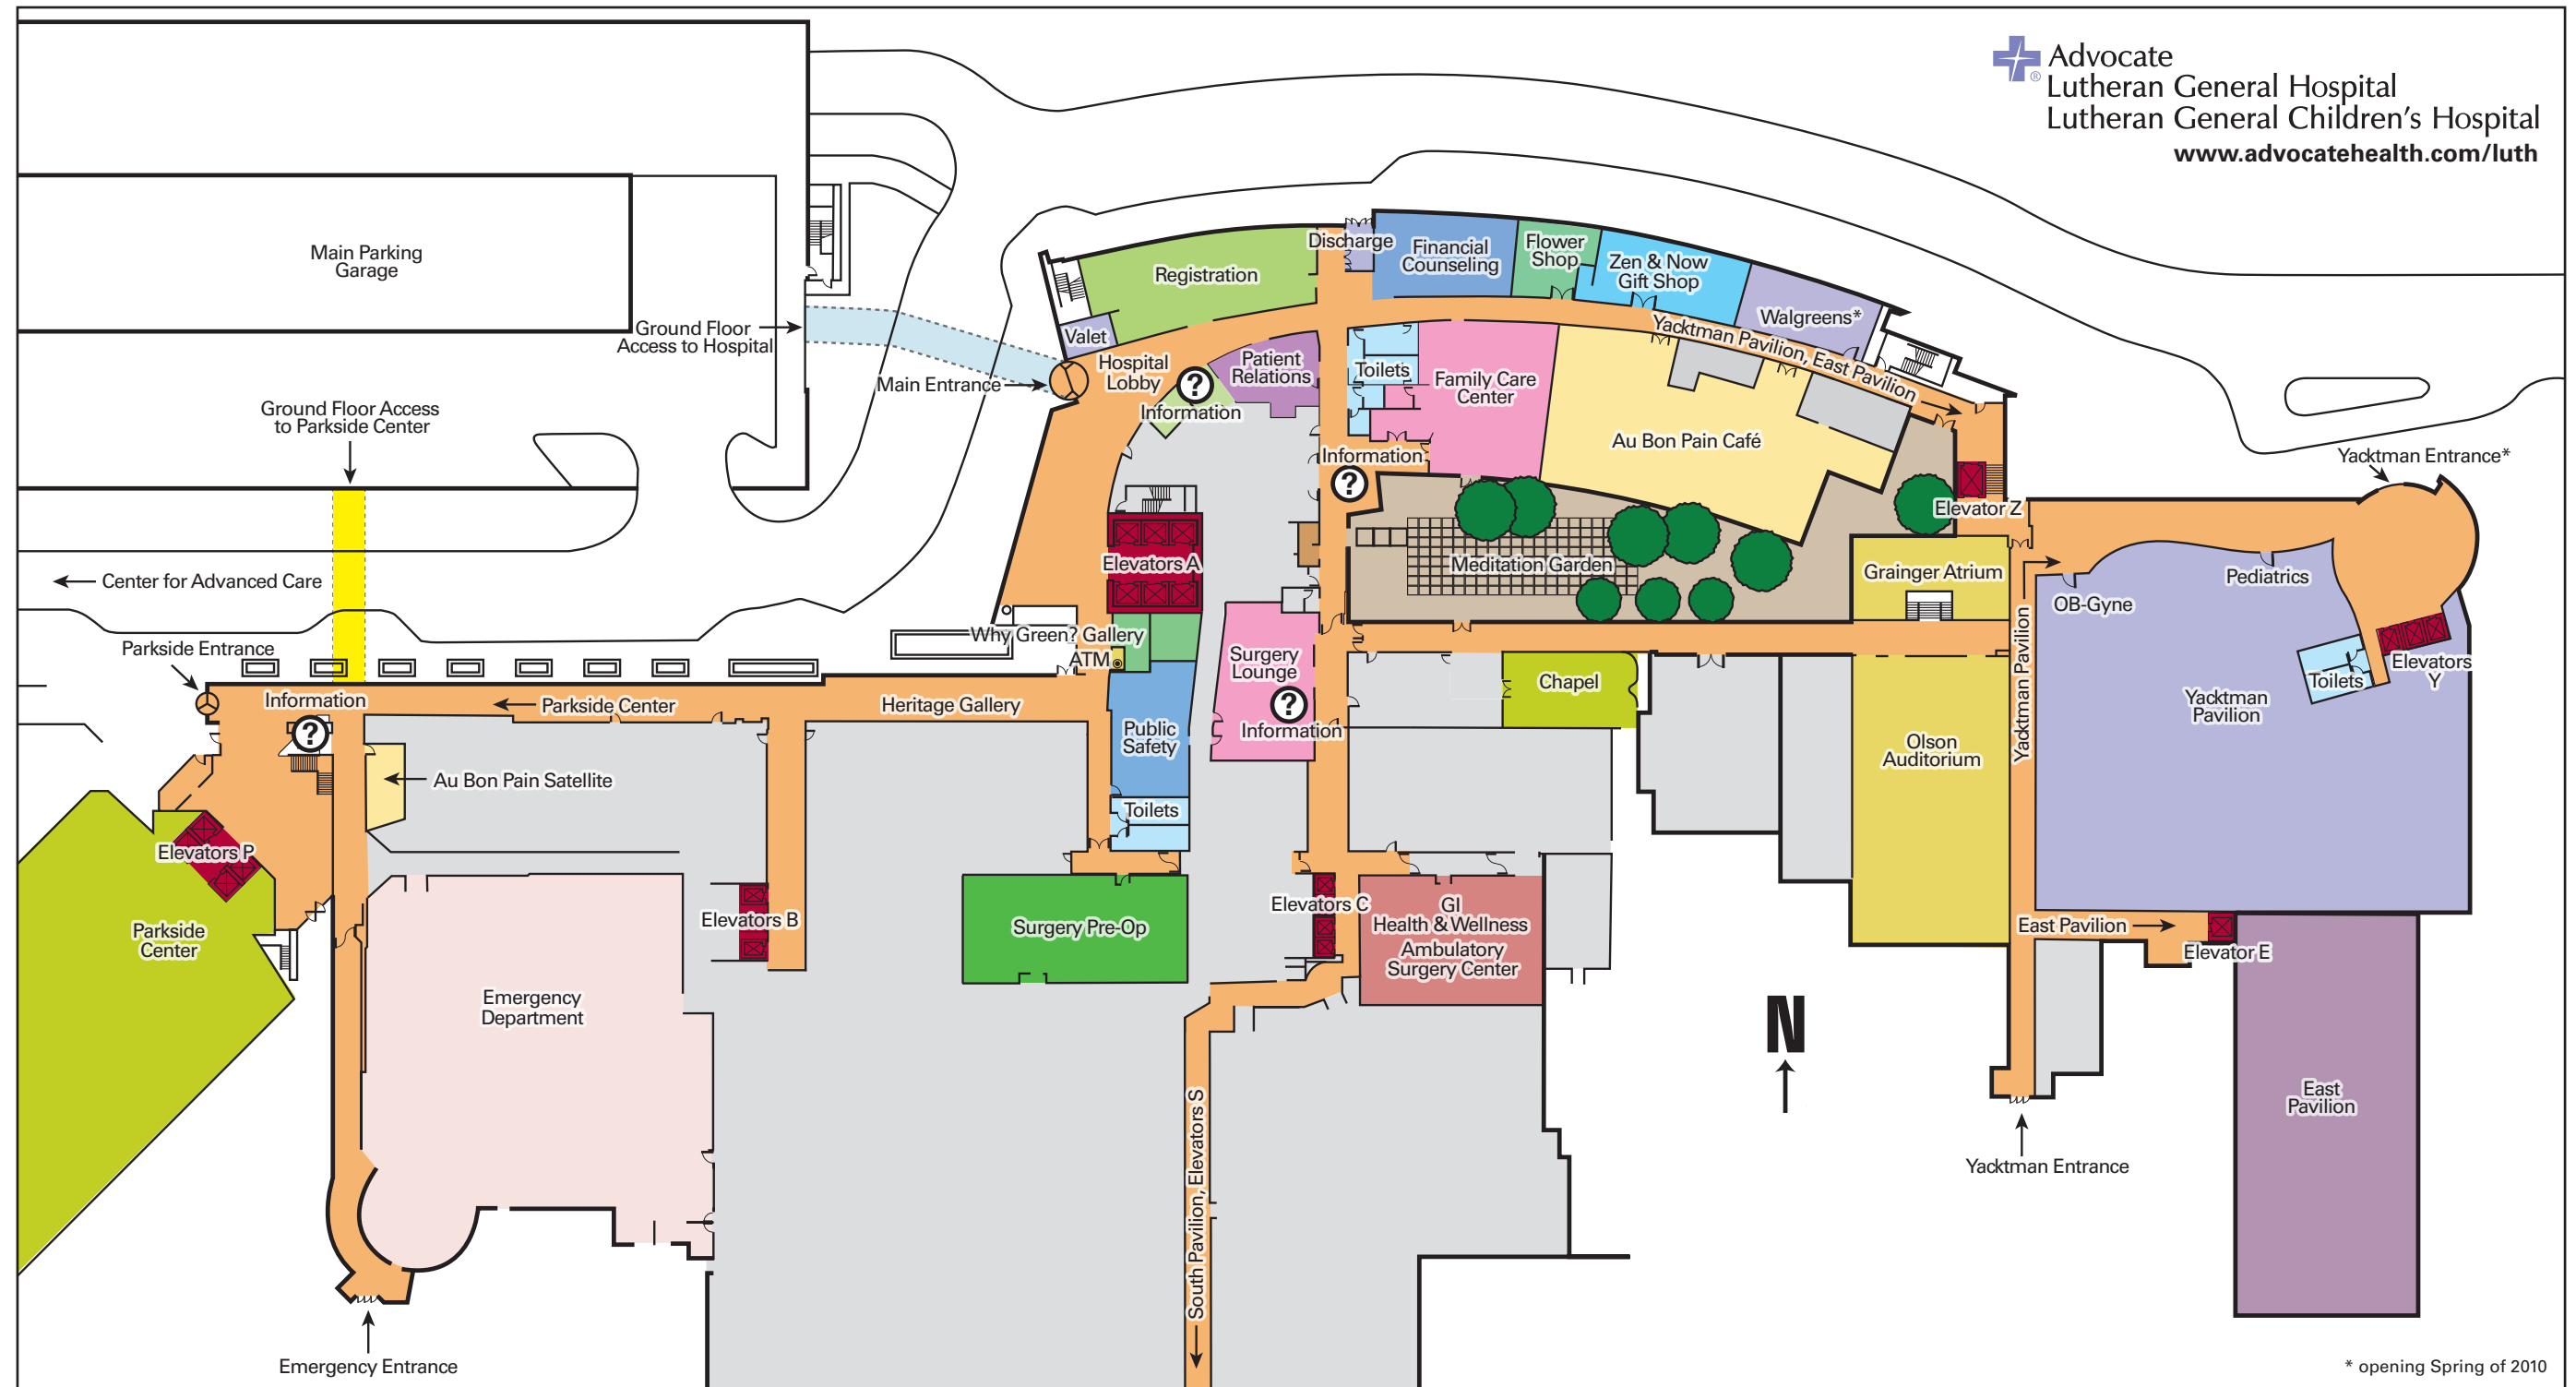 Advocate
Lutheran General Hospital
Lutheran General Children's Hospital
www.advocatehealth.com/luth
®
Main Parking
Garage
Ground Floor
Access to Hospital
Ground Floor Access
to Parkside Center
Center for Advanced Care
Main Entrance
Valet
Registration
Discharge
Financial
Counseling
Flower
Shop
Zen & Now
Gift Shop
Walgreens*
Yacktman Pavilion, East Pavilion
Hospital
Lobby
Patient
Relations
?
Information
Toilets
Family Care
Center
Au Bon Pain Café
Information
?
Elevator Z
Yacktman Entrance*
Elevators A
Meditation Garden
Grainger Atrium
Pediatrics
OB-Gyne
Elevators
Y
Toilets
Yacktman
Pavilion
Yacktman Pavilion
Why Green? Gallery
ATM
Surgery
Lounge
?
Information
Chapel
Olson
Auditorium
Parkside Entrance
Information
?
Parkside Center
Heritage Gallery
Public
Safety
Au Bon Pain Satellite
Toilets
Elevators P
Parkside
Center
Elevators B
Surgery Pre-Op
Elevators C
GI
Health & Wellness
Ambulatory
Surgery Center
East Pavilion
Elevator E
Emergency
Department
N
East
Pavilion
South Pavilion, Elevators S
Yacktman Entrance
Emergency Entrance
* opening Spring of 2010